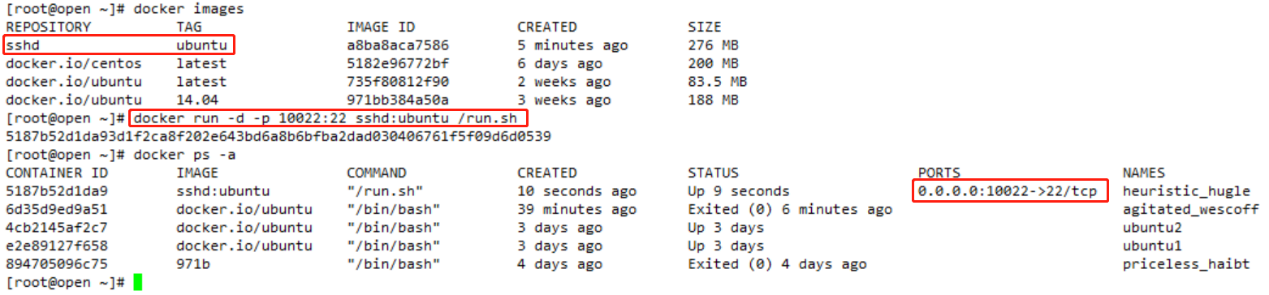 [root@open ~]# docker images
REPOSITORY TAG IMAGE ID CREATED SIZE
sshd ubuntu a8ba8aca7586 5 minutes ago 276 MB
docker.io/centos latest 5182e96772bf 6 days ago 200 MB
docker.io/ubuntu latest 735f80812f90 2 weeks ago 83.5 MB
docker.io/ubuntu 14.04 971bb384a50a 3 weeks ago 188 MB
[root@open ~]# docker run -d -p 10022:22 sshd:ubuntu /run.sh
5187b52d1da93d1f2ca8f202e643bd6a8b6bfba2dad030406761f5f09d6d0539
[root@open ~]# docker ps -a
CONTAINER ID IMAGE COMMAND CREATED STATUS PORTS NAMES
5187b52d1da9 sshd:ubuntu "/run.sh" 10 seconds ago Up 9 seconds 0.0.0.0:10022->22/tcp heuristic_hugle
6d35d9ed9a51 docker.io/ubuntu "/bin/bash" 39 minutes ago Exited (0) 6 minutes ago agitated_wescoff
4cb2145af2c7 docker.io/ubuntu "/bin/bash" 3 days ago Up 3 days ubuntu2
e2e89127f658 docker.io/ubuntu "/bin/bash" 3 days ago Up 3 days ubuntu1
894705096c75 971b "/bin/bash" 4 days ago Exited (0) 4 days ago priceless_haibt
[root@open ~]#